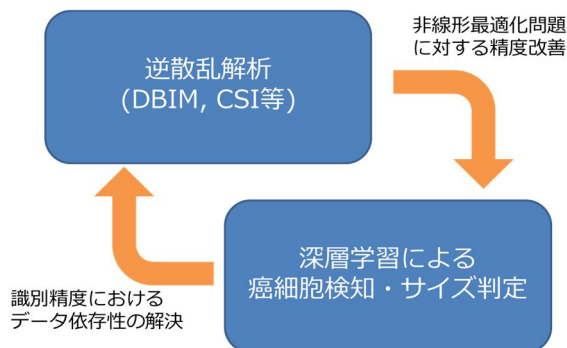 非線形最適化問題
に対する精度改善
逆散乱解析
(DBIM, CSI等)
深層学習による
癌細胞検知・サイズ判定
識別精度における
データ依存性の解決